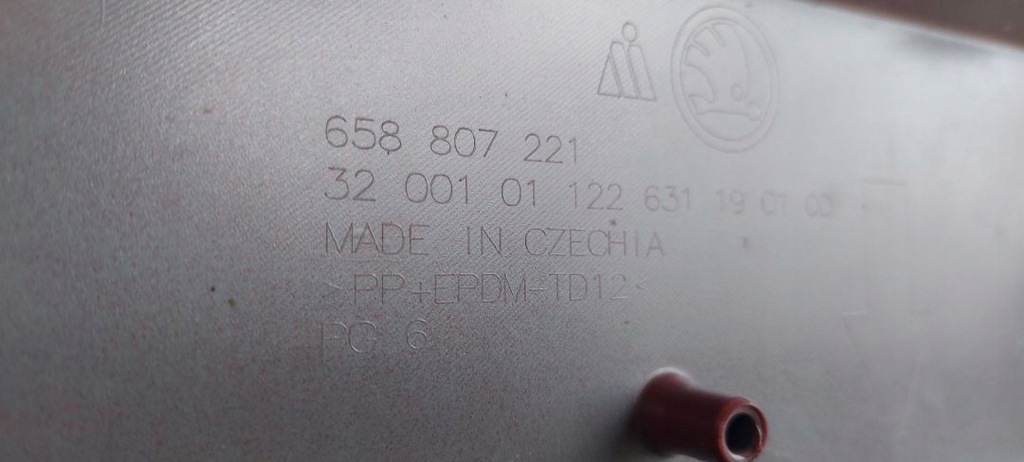 658 807 221
32 001 01 122 631 19 01 00
MADE IN CZECHIA
>PP+EPDM-TD12<
PG 6